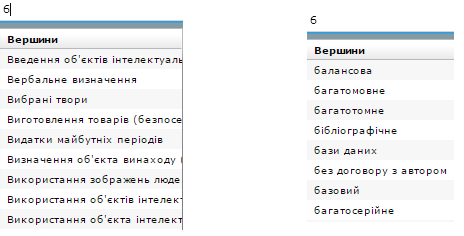 б
Вершини
Введення об'єктів інтелектуаль
Вербальне визначення
Вибрані твори
Виготовлення товарів (безпосе
Видатки майбутніх періодів
Визначення об'єкта винаходу (
Використання зображень люде
Використання об'єктів інтелект
Використання об'єкта інтелект
б
Вершини
балансова
багатомовне
багатотомне
бібліографічне
бази даних
без договору з автором
базовий
багатосерійне